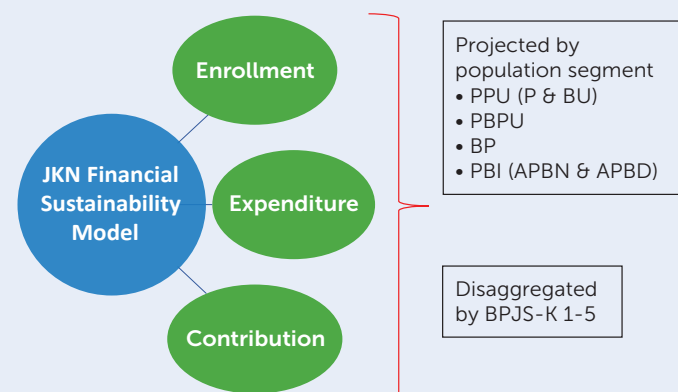 Enrollment
JKN Financial
Sustainability
Model
Expenditure
Contribution
Projected by
population segment
• PPU (P & BU)
• PBPU
• BP
• PBI (APBN & APBD)
Disaggregated
by BPJS-K 1-5